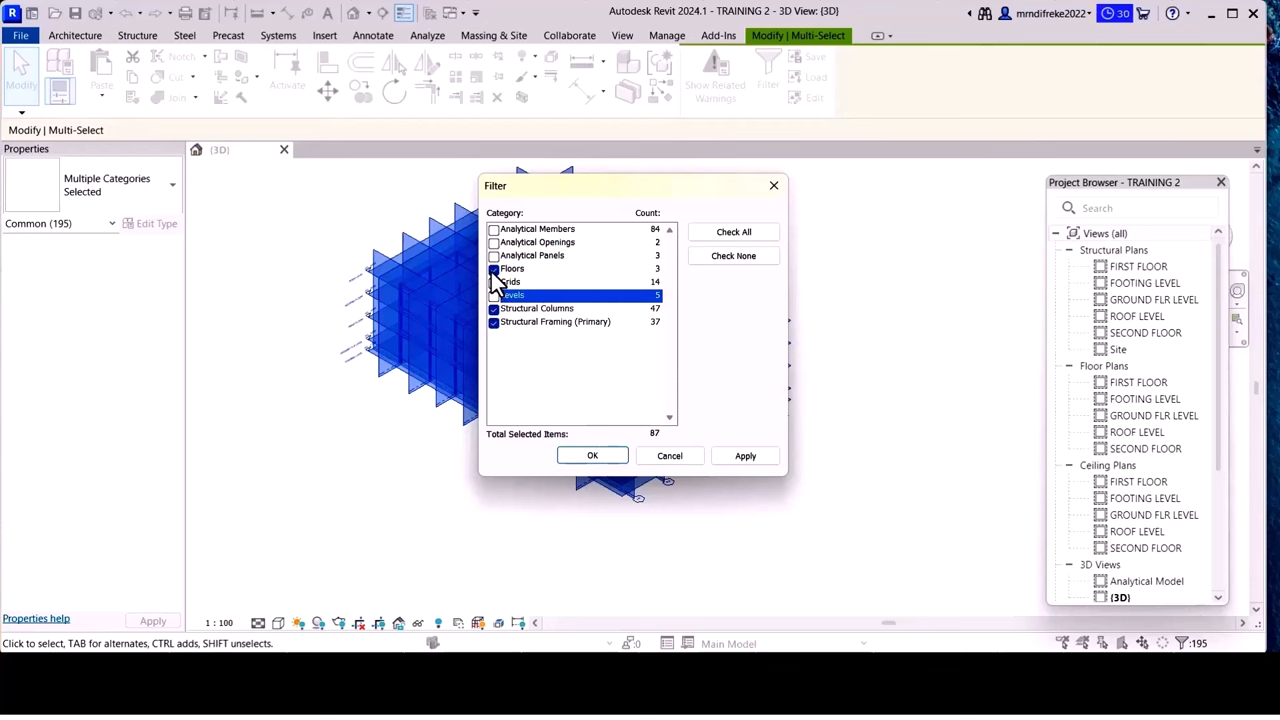 Autodesk Revit 2024.1 - TRAINING 2 - 3D View: {3D}
mrndifreke2022
30
File Architecture Structure Steel Precast Systems Insert Annotate Analyze Massing & Site Collaborate View Manage Add-Ins Modify | Multi-Select
Modify
Paste
Notch
Cut
Join
Activate
Show Related
Warnings
Filter
Save
Load
Edit
Modify | Multi-Select
Properties
{3D}
Multiple Categories
Selected
Common (195)
Edit Type
Filter
Category: Count:
Analytical Members 84
Analytical Openings 2
Analytical Panels 3
Floors 3
14
5
Structural Columns 47
Structural Framing (Primary) 37
Total Selected Items: 87
Check All
Check None
OK Cancel Apply
Project Browser - TRAINING 2
Search
Views (all)
Structural Plans
FIRST FLOOR
FOOTING LEVEL
GROUND FLR LEVEL
ROOF LEVEL
SECOND FLOOR
Site
Floor Plans
FIRST FLOOR
FOOTING LEVEL
GROUND FLR LEVEL
ROOF LEVEL
SECOND FLOOR
Ceiling Plans
FIRST FLOOR
FOOTING LEVEL
GROUND FLR LEVEL
ROOF LEVEL
SECOND FLOOR
3D Views
Analytical Model
{3D}
Properties help
Apply
1 : 100
Click to select, TAB for alternates, CTRL adds, SHIFT unselects.
:0
Main Model
:195